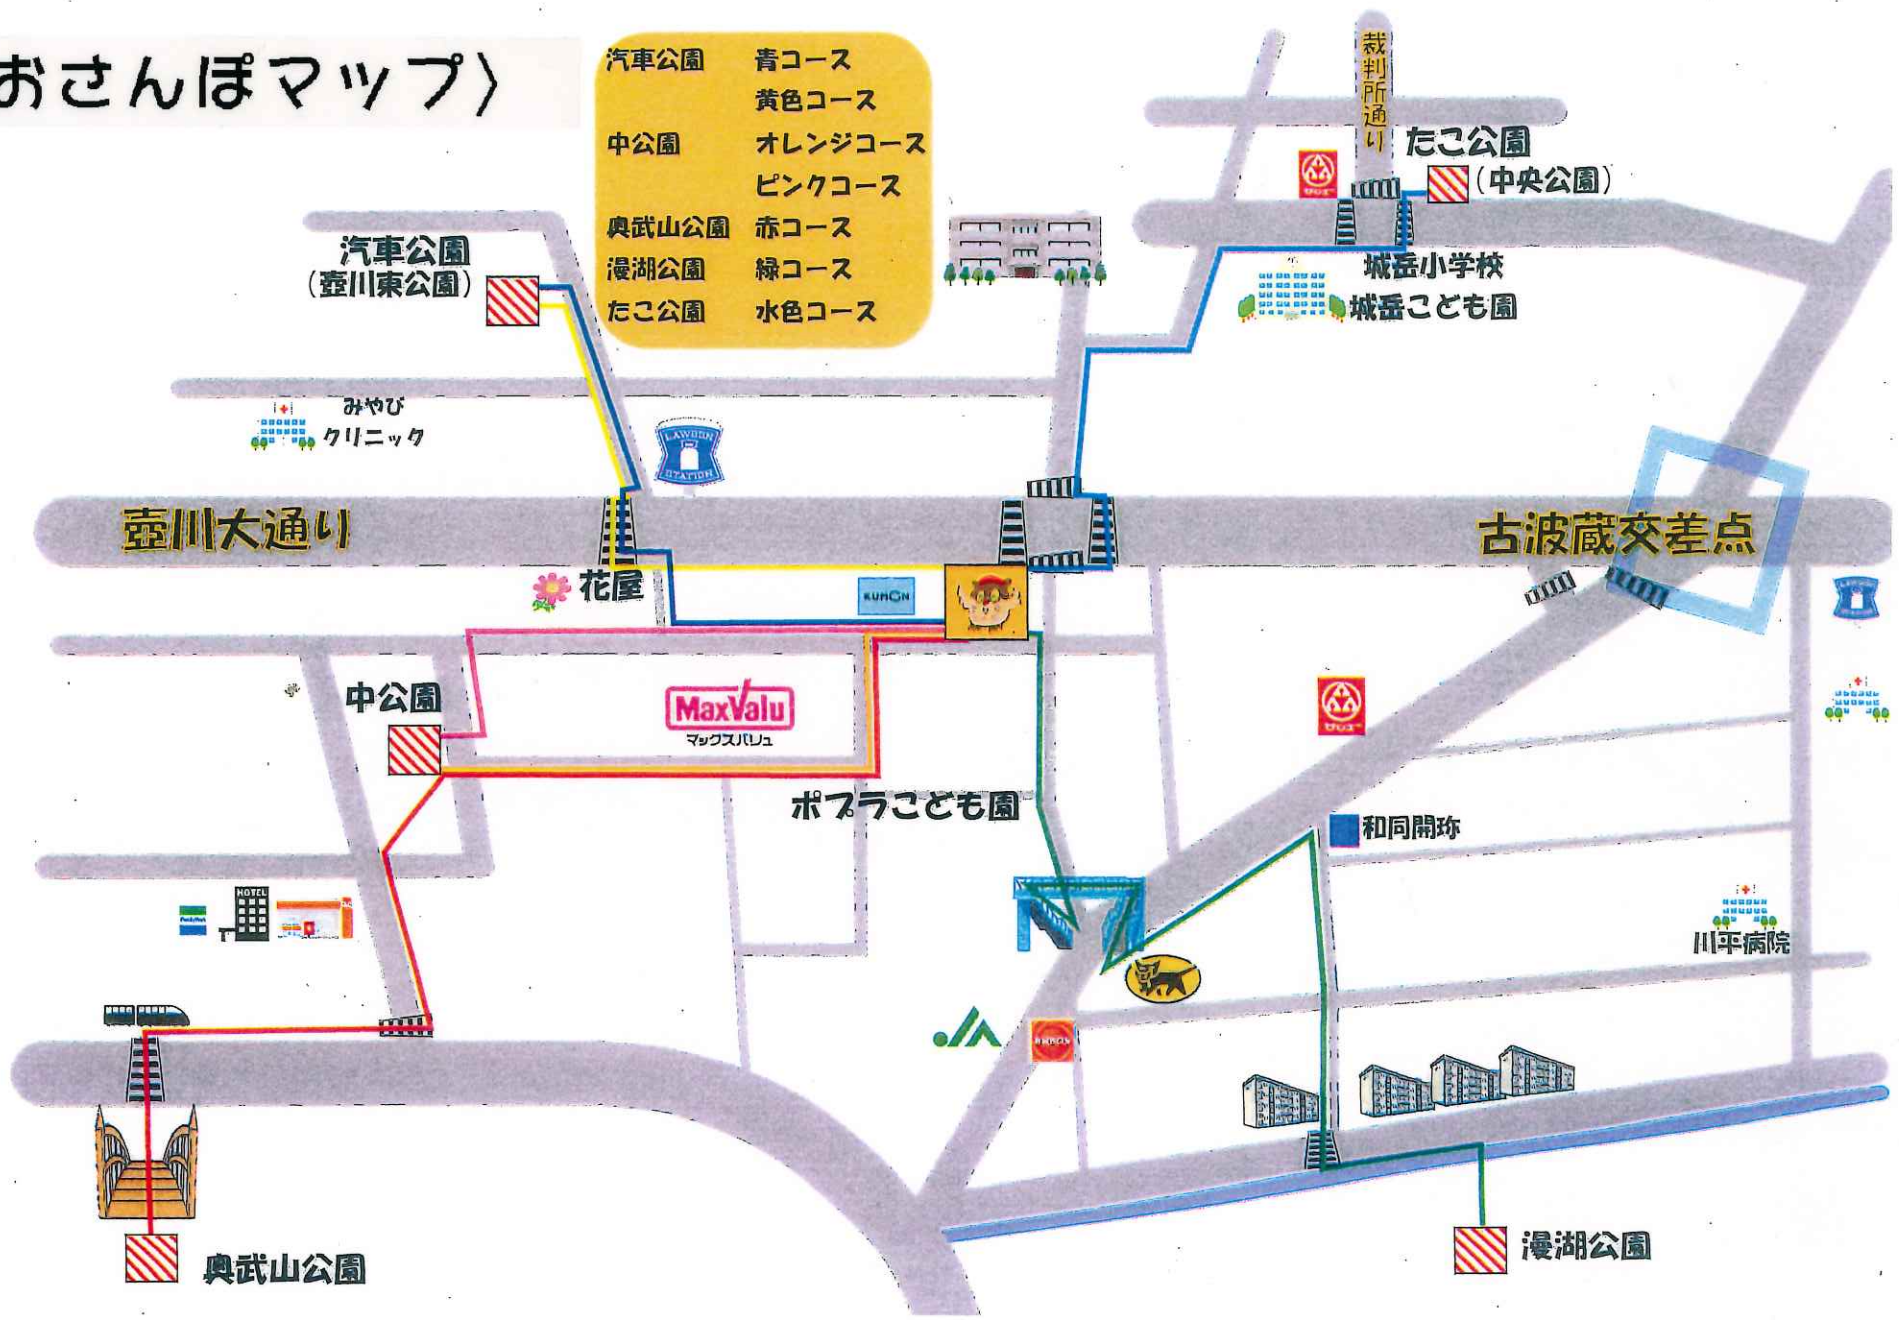 おさんぽマップ〉
汽車公園 青コース
黄色コース
中公園 オレンジコース
ピンクコース
奥武山公園 赤コース
漫湖公園 緑コース
たこ公園 水色コース
裁判所通り
たこ公園
(中央公園)
汽車公園
(壺川東公園)
城岳小学校
城岳こども園
みやび
クリニック
LAWSON
STATION
壺川大通り
古波蔵交差点
花屋
KUMON
中公園
MaxValu
マックスバリュ
ポプラこども園
和同開珎
HOTEL
川平病院
JA
奥武山公園
漫湖公園